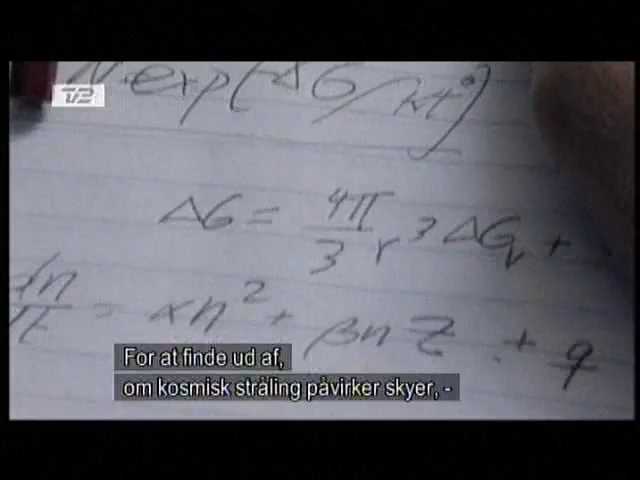 N·exp(ΔG/kt)
TV2
ΔG = 4π/3 r³ ΔGv +
dn/dt = αn² + βnZ + q
For at finde ud af,
om kosmisk stråling påvirker skyer, -